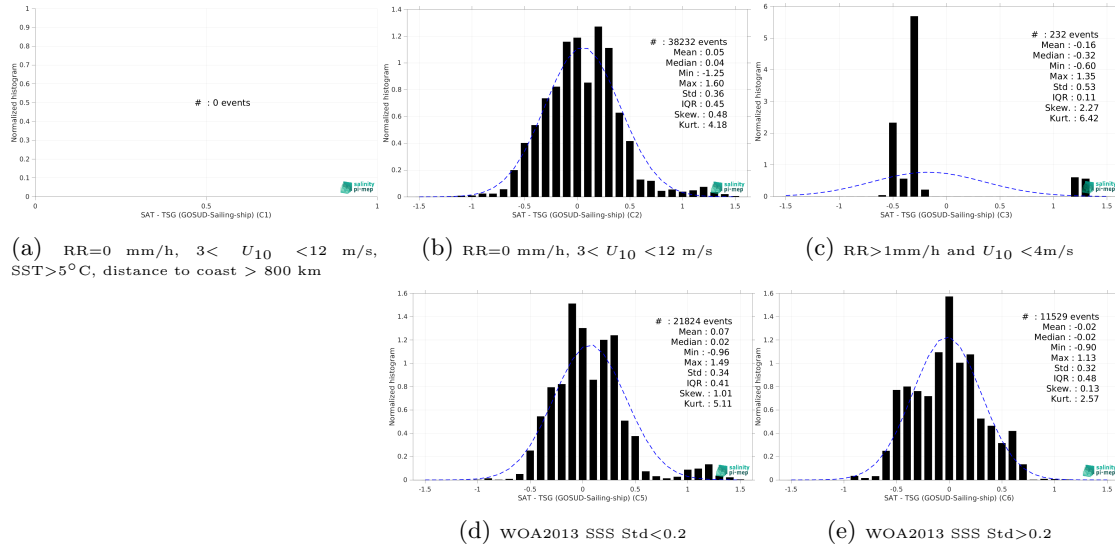 1
0.9
0.8
0.7
0.6
0.5
0.4
0.3
0.2
0.1
0
0
0.5
1
Normalized histogram
# : 0 events
salinity
pi-mep
SAT - TSG (GOSUD-Sailing-ship) (C1)
(a) RR=0 mm/h, 3< U10 <12 m/s,
SST>5°C, distance to coast > 800 km
1.4
1.2
1
0.8
0.6
0.4
0.2
0
-1.5
-1
-0.5
0
0.5
1
1.5
Normalized histogram
# : 38232 events
Mean : 0.05
Median : 0.04
Min : -1.25
Max : 1.60
Std : 0.36
IQR : 0.45
Skew. : 0.48
Kurt. : 4.18
salinity
pi-mep
SAT - TSG (GOSUD-Sailing-ship) (C2)
(b) RR=0 mm/h, 3< U10 <12 m/s
6
5
4
3
2
1
0
-1.5
-1
-0.5
0
0.5
1
1.5
Normalized histogram
# : 232 events
Mean : -0.16
Median : -0.32
Min : -0.60
Max : 1.35
Std : 0.53
IQR : 0.11
Skew. : 2.27
Kurt. : 6.42
salinity
pi-mep
SAT - TSG (GOSUD-Sailing-ship) (C3)
(c) RR>1mm/h and U10 <4m/s
1.6
1.4
1.2
1
0.8
0.6
0.4
0.2
0
-1.5
-1
-0.5
0
0.5
1
1.5
Normalized histogram
# : 21824 events
Mean : 0.07
Median : 0.02
Min : -0.96
Max : 1.49
Std : 0.34
IQR : 0.41
Skew. : 1.01
Kurt. : 5.11
salinity
pi-mep
SAT - TSG (GOSUD-Sailing-ship) (C5)
(d) WOA2013 SSS Std<0.2
1.6
1.4
1.2
1
0.8
0.6
0.4
0.2
0
-1.5
-1
-0.5
0
0.5
1
1.5
Normalized histogram
# : 11529 events
Mean : -0.02
Median : -0.02
Min : -0.90
Max : 1.13
Std : 0.32
IQR : 0.48
Skew. : 0.13
Kurt. : 2.57
salinity
pi-mep
SAT - TSG (GOSUD-Sailing-ship) (C6)
(e) WOA2013 SSS Std>0.2